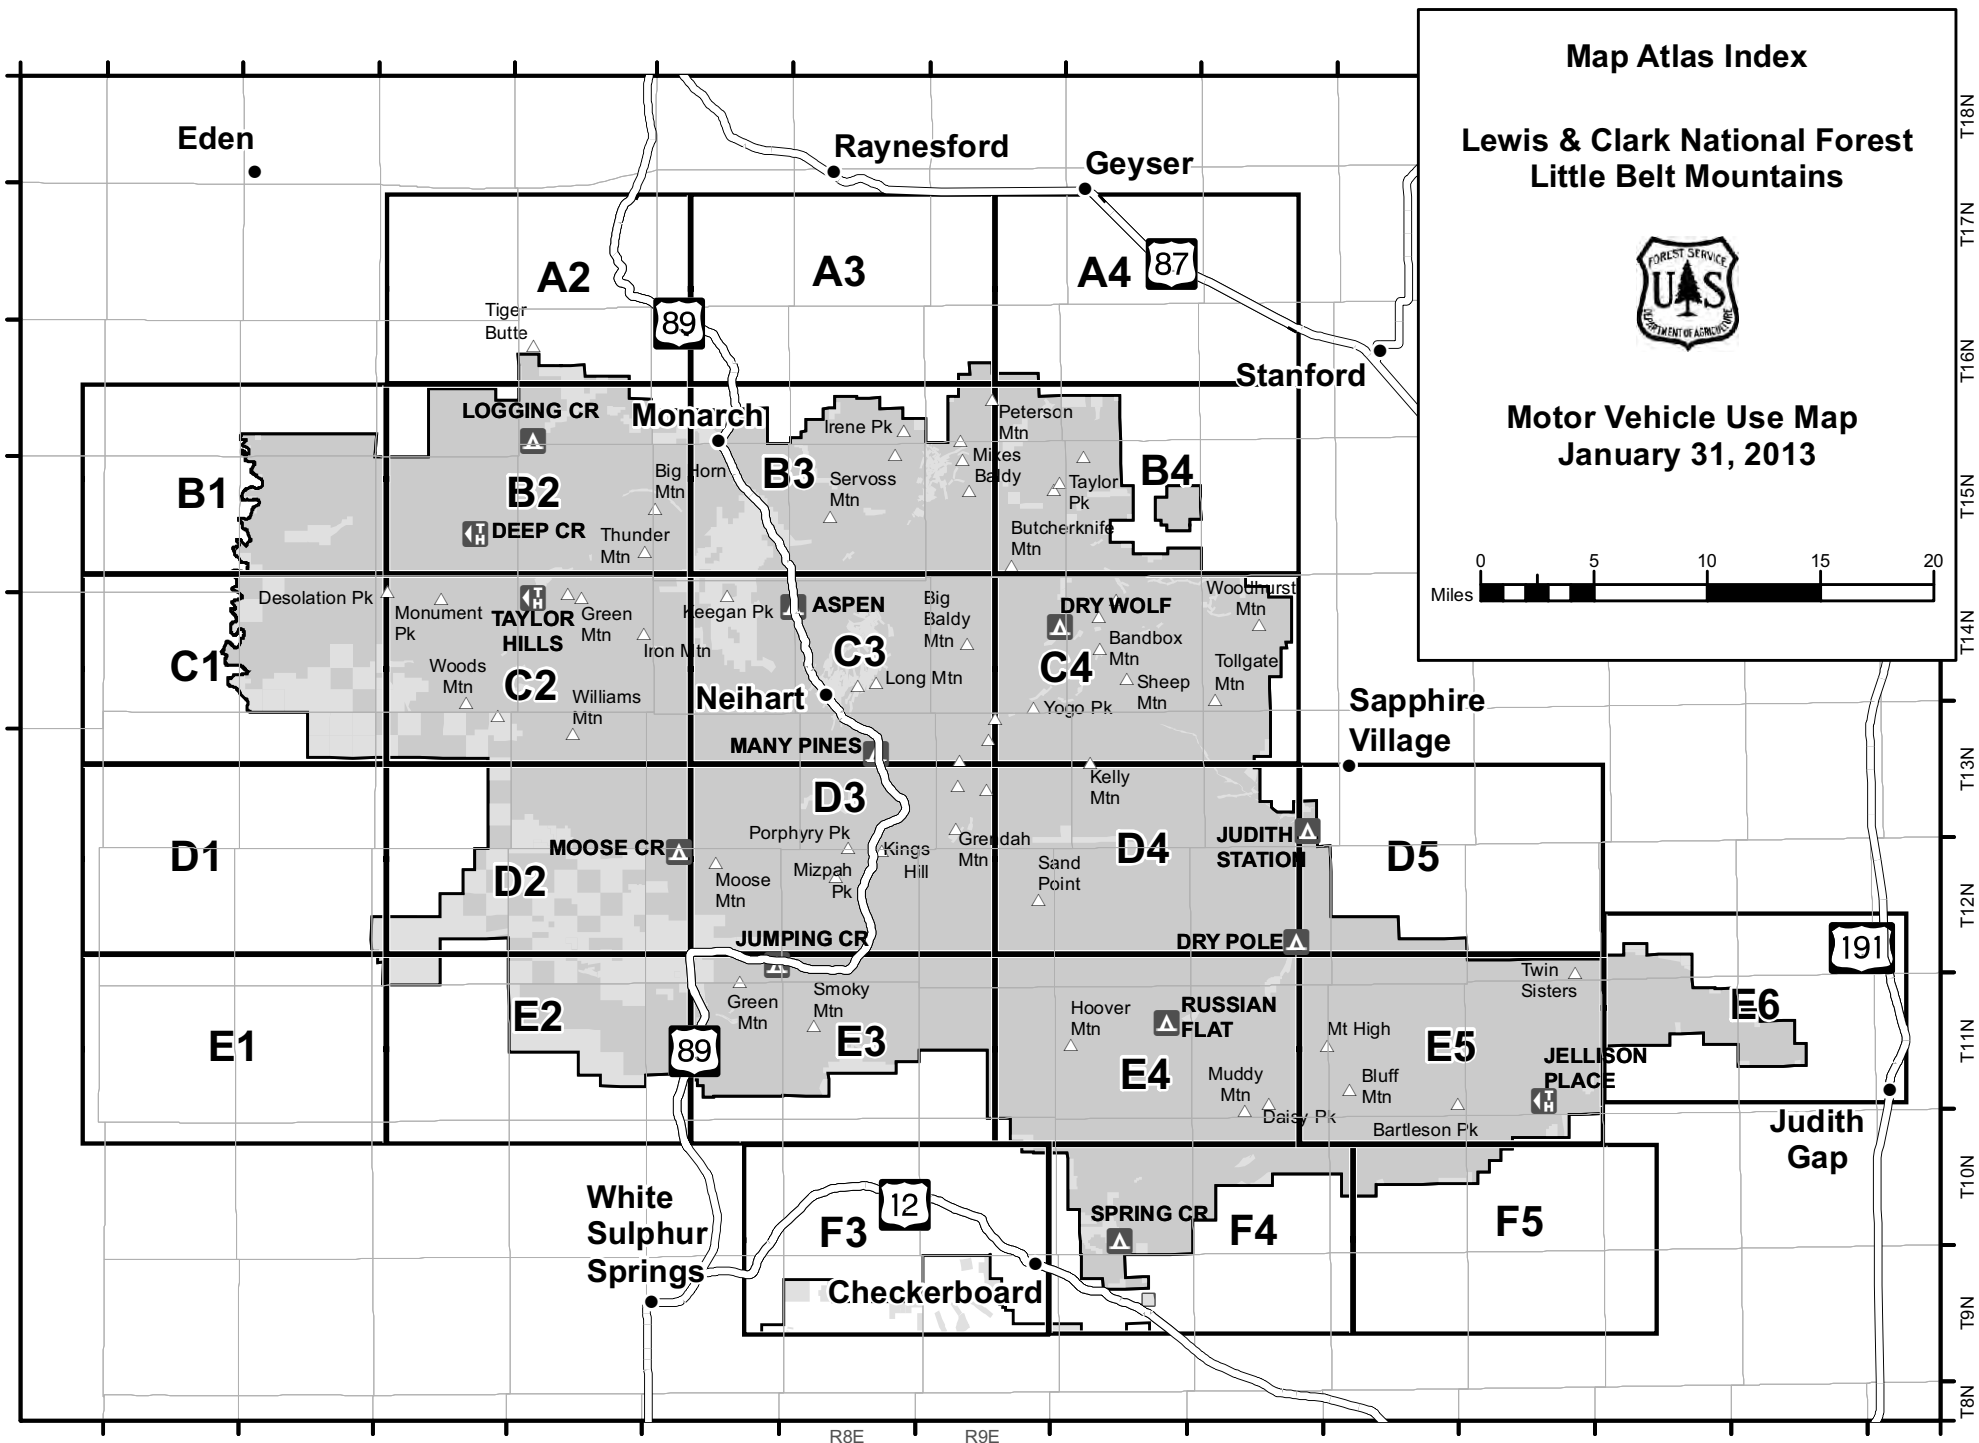 Map Atlas Index
Lewis & Clark National Forest
Little Belt Mountains
FOREST SERVICE
U S
DEPARTMENT OF AGRICULTURE
Motor Vehicle Use Map
January 31, 2013
0 5 10 15 20
Miles
T18N
T17N
T16N
T15N
T14N
T13N
T12N
T11N
T10N
T9N
T8N
R8E
R9E
Eden
Raynesford
Geyser
A2
A3
A4
87
89
Tiger
Butte
Stanford
LOGGING CR
Monarch
Irene Pk
Peterson
Mtn
Mixes
Baldy
Big Horn
Mtn
B1
B2
B3
B4
Servoss
Mtn
Taylor
Pk
DEEP CR
TH
Thunder
Mtn
Butcherknife
Mtn
Desolation Pk
Monument
Pk
TH
TAYLOR
HILLS
Green
Mtn
Keegan Pk
ASPEN
Big
Baldy
Mtn
DRY WOLF
Woodhurst
Mtn
Iron Mtn
Bandbox
Mtn
C1
C2
C3
C4
Woods
Mtn
Williams
Mtn
Long Mtn
Sheep
Mtn
Tollgate
Mtn
Neihart
Yogo Pk
Sapphire
Village
MANY PINES
Kelly
Mtn
D1
D2
D3
D4
D5
Porphyry Pk
Kings
Hill
Grendah
Mtn
JUDITH
STATION
MOOSE CR
Moose
Mtn
Mizpah
Pk
Sand
Point
JUMPING CR
DRY POLE
191
Twin
Sisters
Green
Mtn
Smoky
Mtn
Hoover
Mtn
RUSSIAN
FLAT
Mt High
E1
E2
E3
E4
E5
E6
89
JELLISON
PLACE
TH
Muddy
Mtn
Daisy Pk
Bluff
Mtn
Bartleson Pk
Judith
Gap
White
Sulphur
Springs
12
F3
SPRING CR
F4
F5
Checkerboard